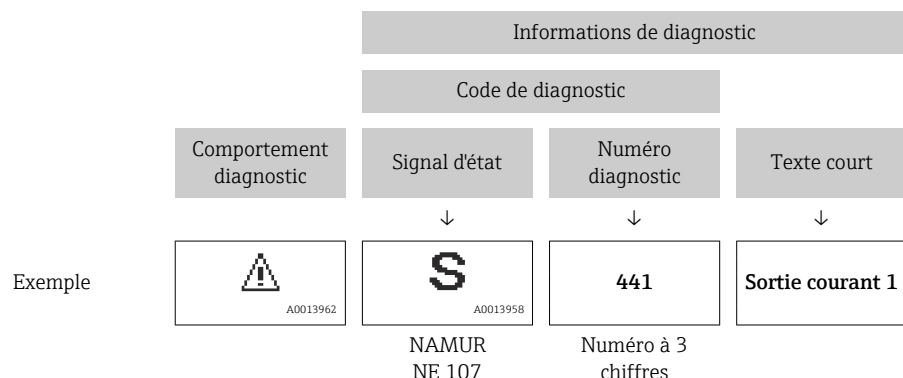 Informations de diagnostic
Code de diagnostic
Comportement
diagnostic
Signal d'état
Numéro
diagnostic
Texte court
↓ ↓ ↓
Exemple
A0013962
S
A0013958
441
Sortie courant 1
NAMUR
NE 107
Numéro à 3
chiffres